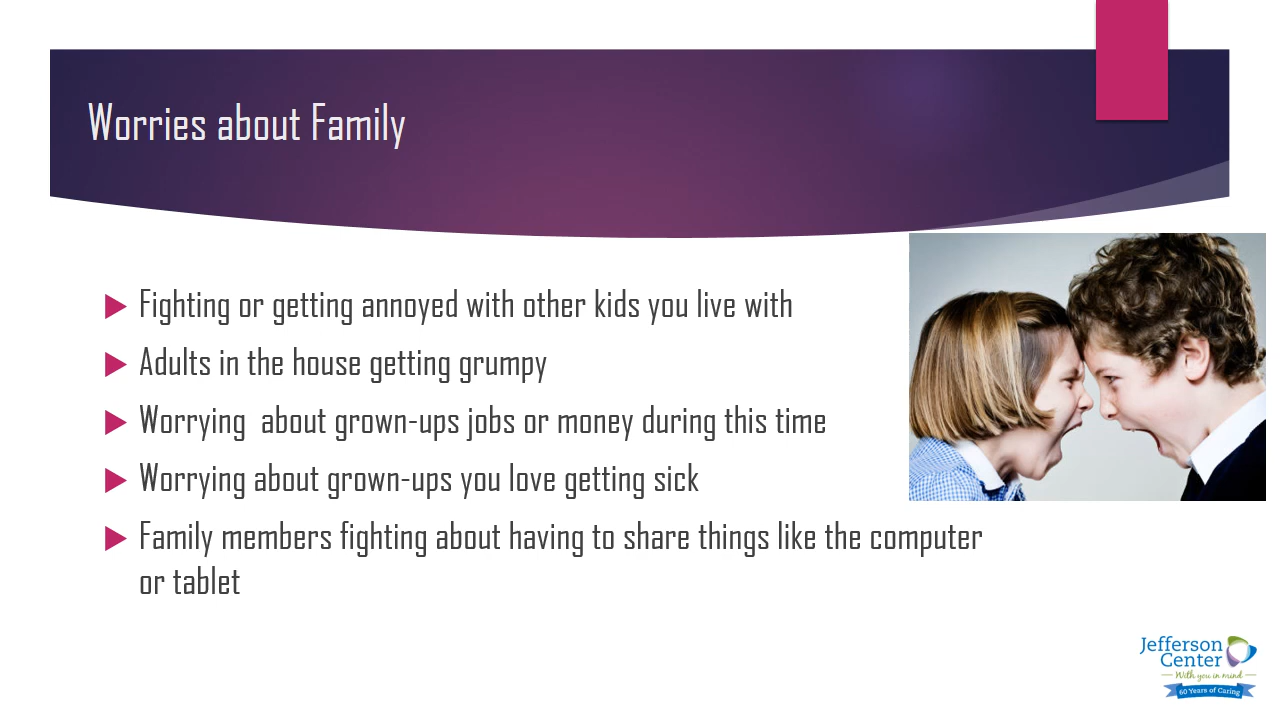 Worries about Family
Fighting or getting annoyed with other kids you live with
Adults in the house getting grumpy
Worrying  about grown-ups jobs or money during this time
Worrying about grown-ups you love getting sick
Family members fighting about having to share things like the computer
or tablet
Jefferson
Center
With you in mind
60 Years of Caring